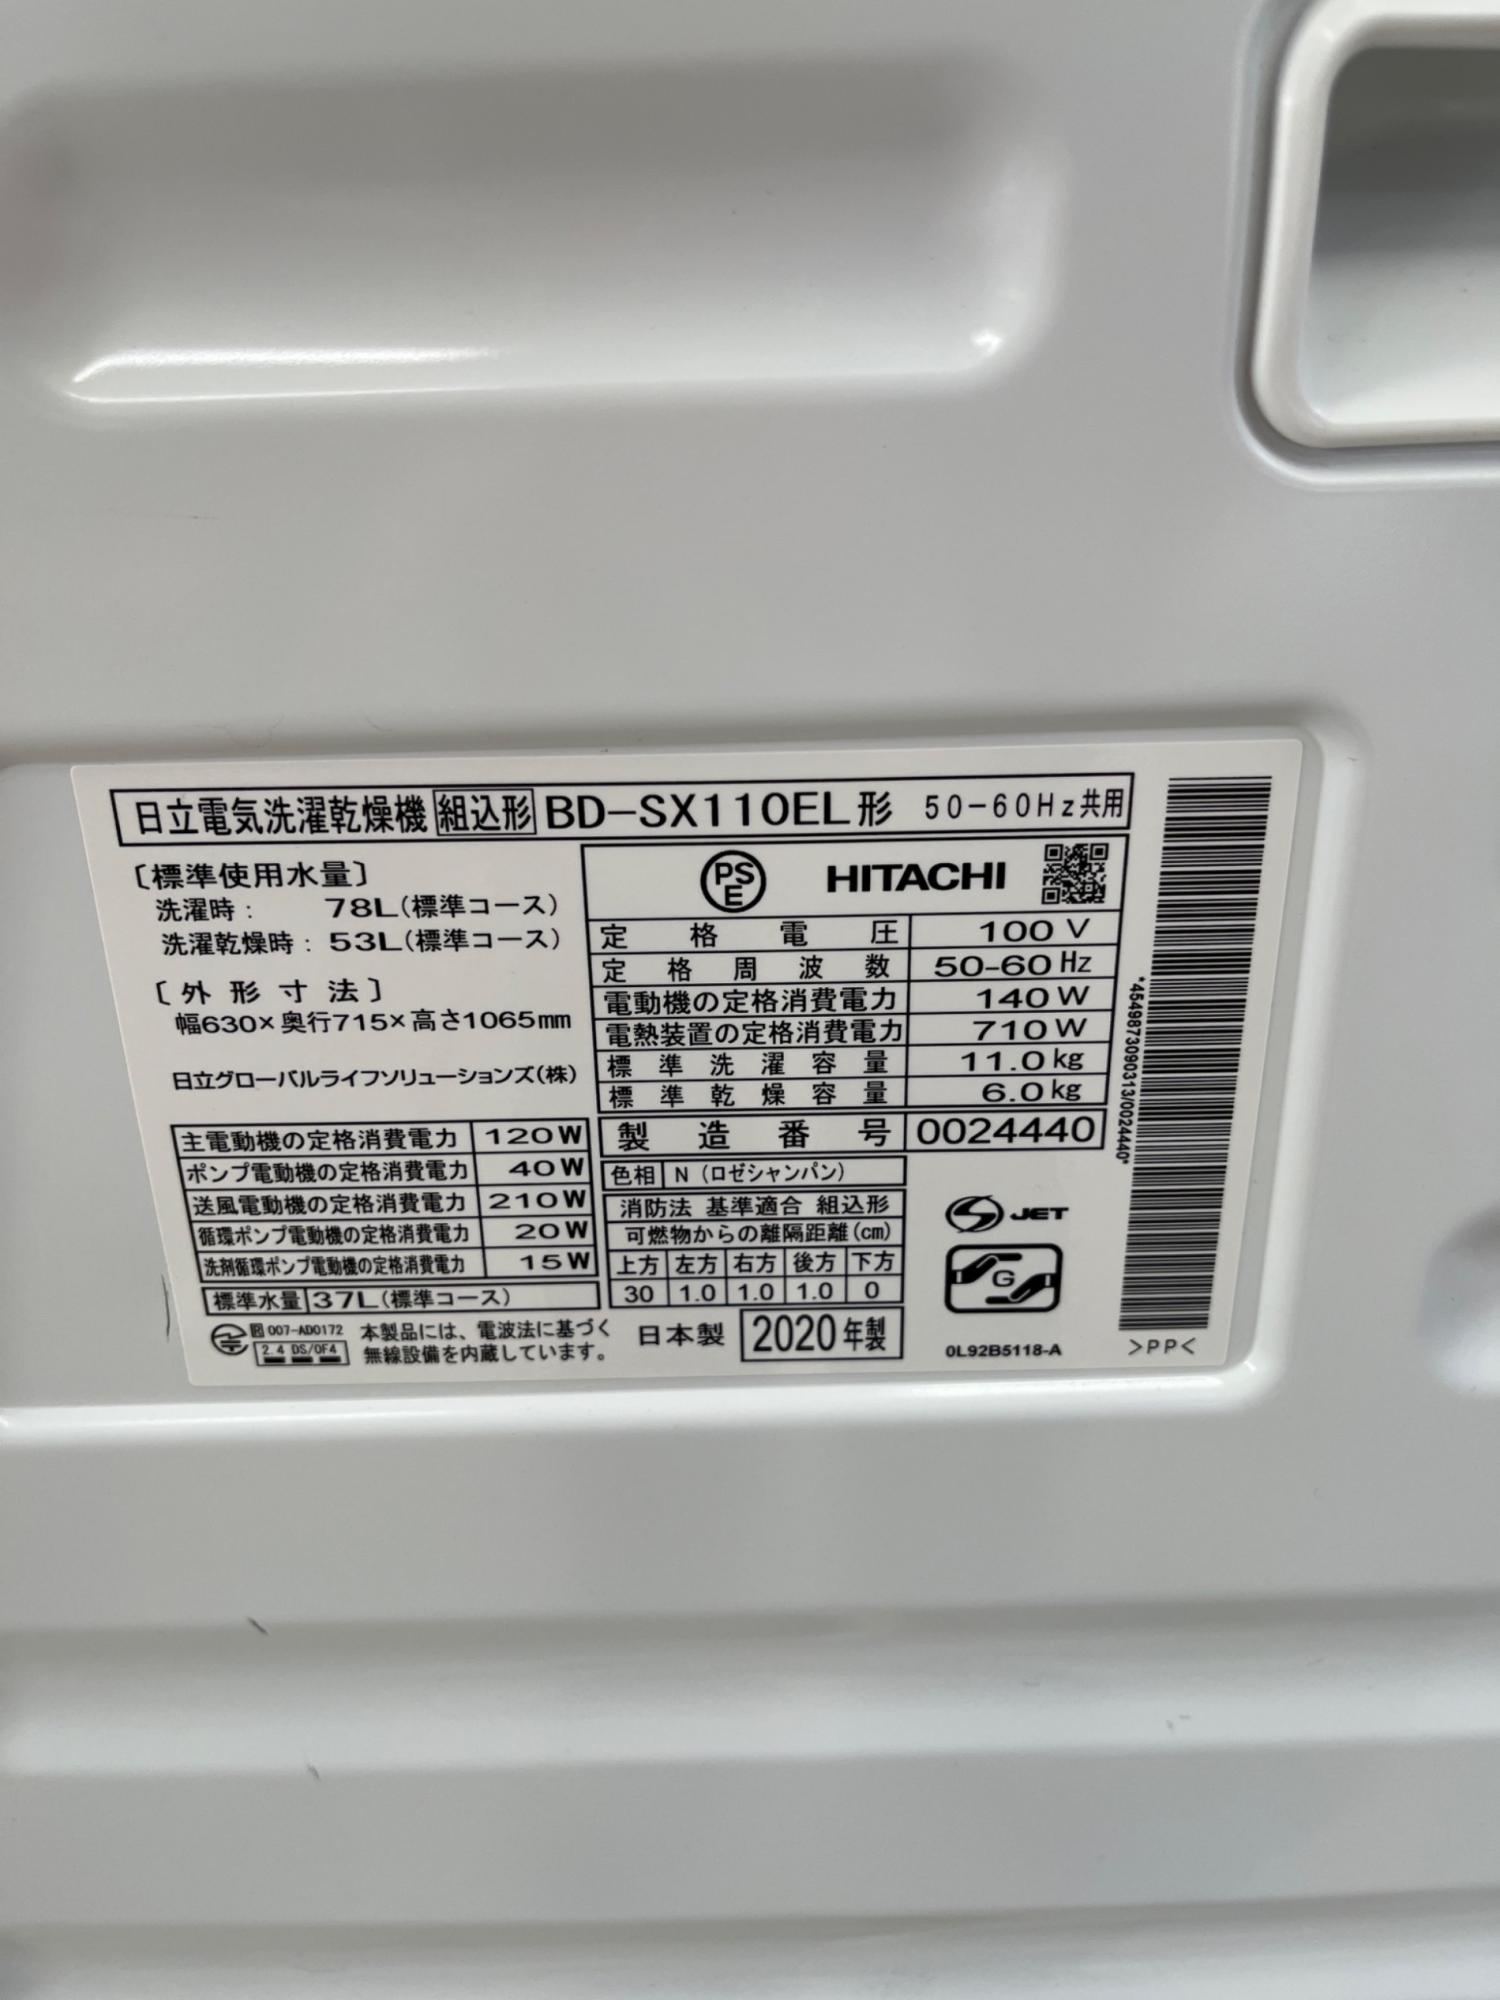 日立電気洗濯乾燥機 組込形 BD-SX110EL形 50-60Hz共用
〔標準使用水量〕
洗濯時: 78L(標準コース)
洗濯乾燥時: 53L(標準コース)
〔外形寸法〕
幅630×奥行715×高さ1065mm
日立グローバルライフソリューションズ(株)
主電動機の定格消費電力 120W
ポンプ電動機の定格消費電力 40W
送風電動機の定格消費電力 210W
循環ポンプ電動機の定格消費電力 20W
洗剤循環ポンプ電動機の定格消費電力 15W
標準水量 37L(標準コース)
007-AD0172
2.4 DS/OF4
本製品には、電波法に基づく
無線設備を内蔵しています。
PSE HITACHI
定格電圧 100V
定格周波数 50-60Hz
電動機の定格消費電力 140W
電熱装置の定格消費電力 710W
標準洗濯容量 11.0kg
標準乾燥容量 6.0kg
製造番号 0024440
色相 N(ロゼシャンパン)
消防法 基準適合 組込形
可燃物からの離隔距離(cm)
上方 左方 右方 後方 下方
30 1.0 1.0 1.0 0
日本製 2020年製
S JET
G
0L92B5118-A
>PP<
*4549873090313/0024440*